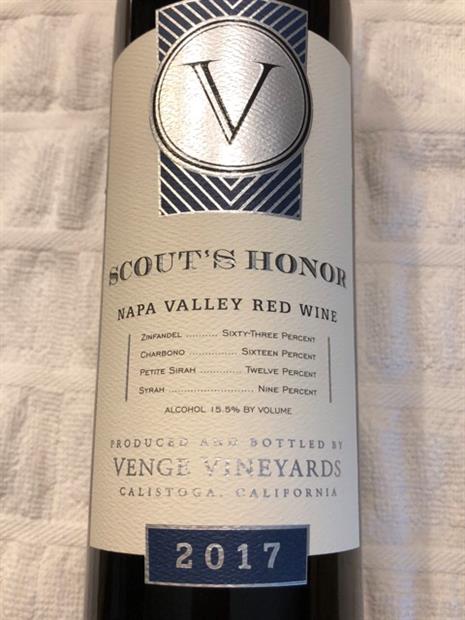 V
SCOUT'S HONOR
NAPA VALLEY RED WINE
ZINFANDEL .......... SIXTY-THREE PERCENT
CHARBONO ...................... SIXTEEN PERCENT
PETITE SIRAH ................. TWELVE PERCENT
SYRAH ............................ NINE PERCENT
ALCOHOL 15.5% BY VOLUME
PRODUCED AND BOTTLED BY
VENGE VINEYARDS
CALISTOGA, CALIFORNIA
2017